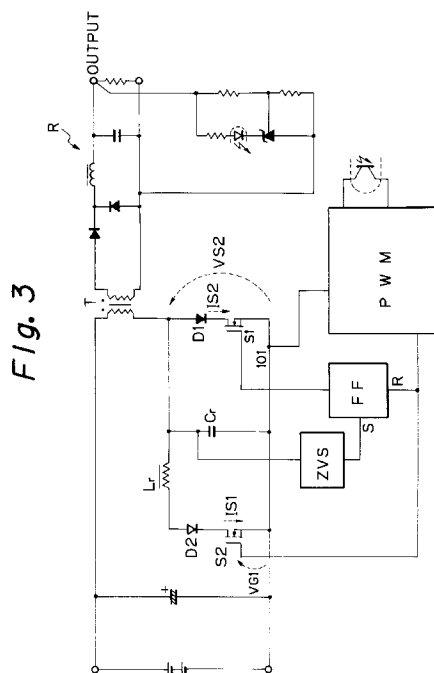 Fig. 3
OUTPUT
R
T
VS2
IS2
D1
S1
101
Cr
Lr
D2
IS1
S2
VG1
ZVS
S
FF
R
PWM
+